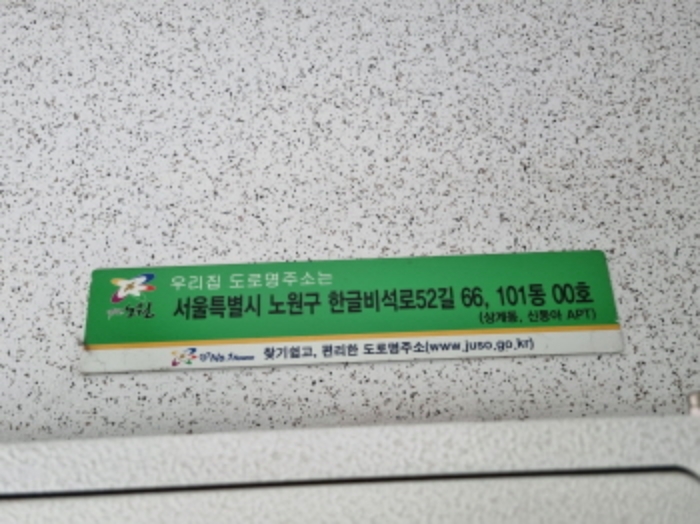 우리집 도로명주소는
서울특별시 노원구 한글비석로52길 66, 101동 00호
(상계동, 신동아 APT)
노원
찾기쉽고, 편리한 도로명주소(www.juso.go.kr)